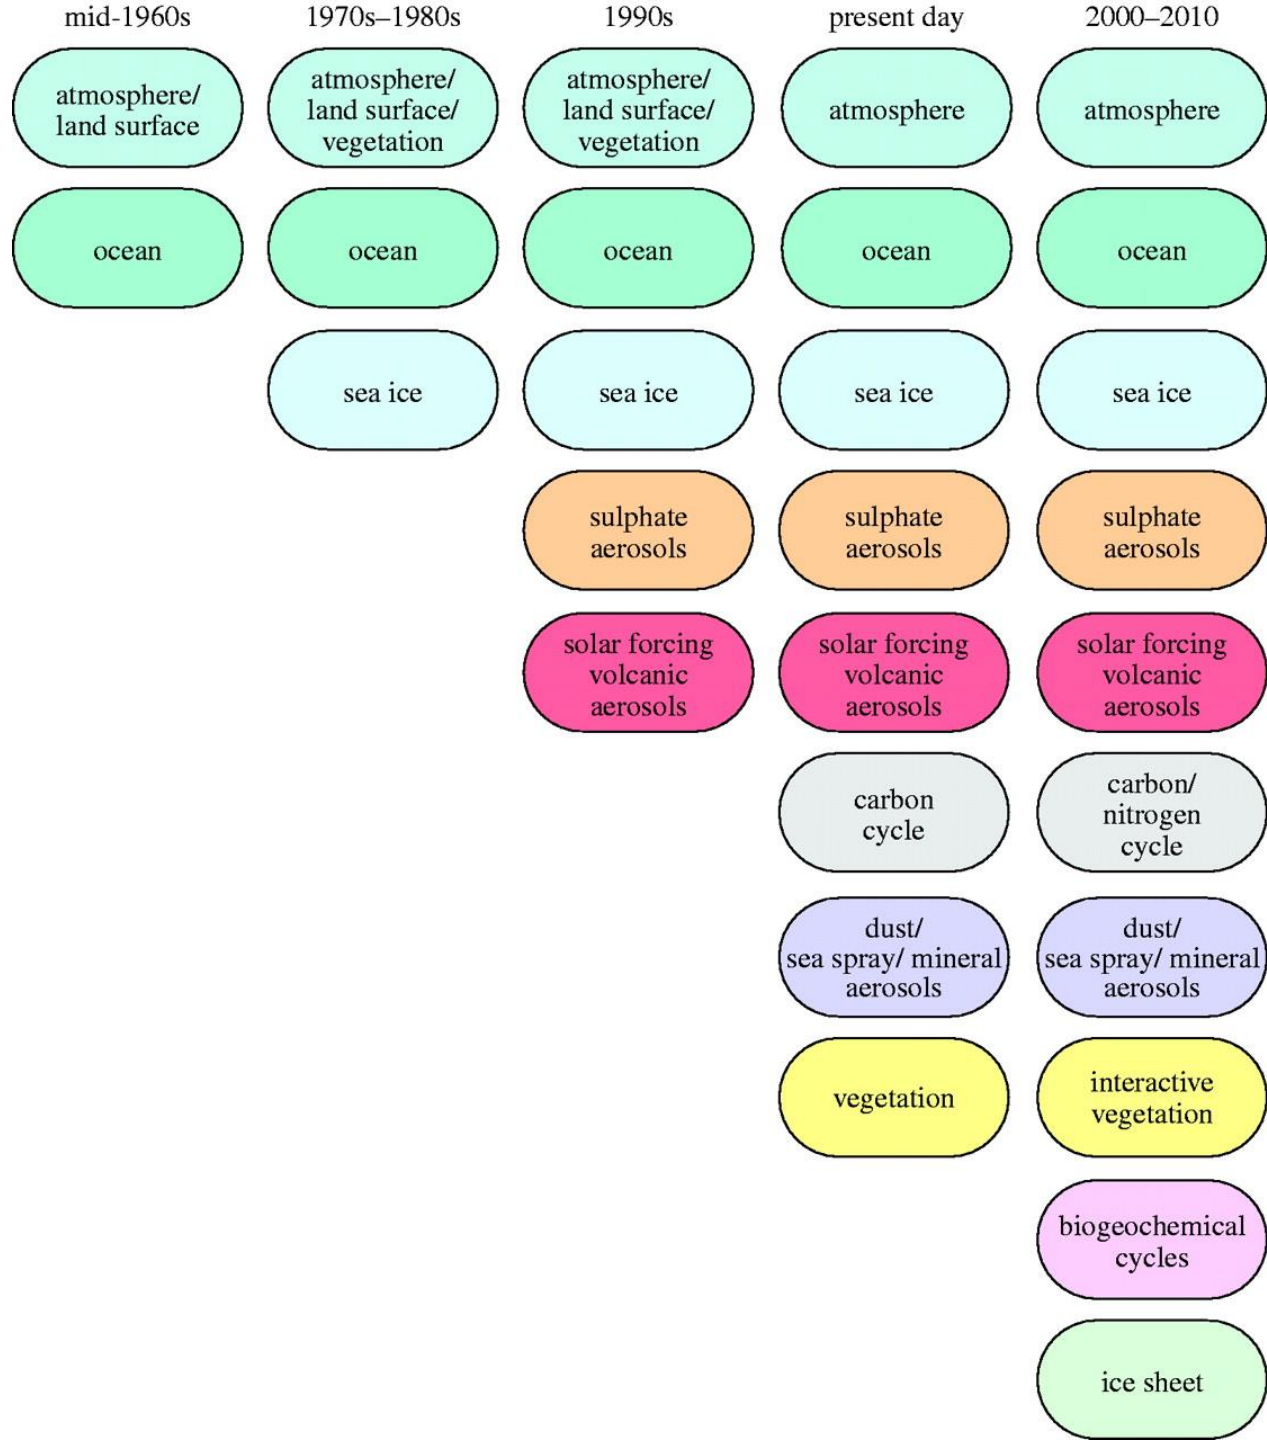 mid-1960s
1970s–1980s
1990s
present day
2000–2010
atmosphere/
land surface
atmosphere/
land surface/
vegetation
atmosphere/
land surface/
vegetation
atmosphere
atmosphere
ocean
ocean
ocean
ocean
ocean
sea ice
sea ice
sea ice
sea ice
sulphate
aerosols
sulphate
aerosols
sulphate
aerosols
solar forcing
volcanic
aerosols
solar forcing
volcanic
aerosols
solar forcing
volcanic
aerosols
carbon
cycle
carbon/
nitrogen
cycle
dust/
sea spray/ mineral
aerosols
dust/
sea spray/ mineral
aerosols
vegetation
interactive
vegetation
biogeochemical
cycles
ice sheet